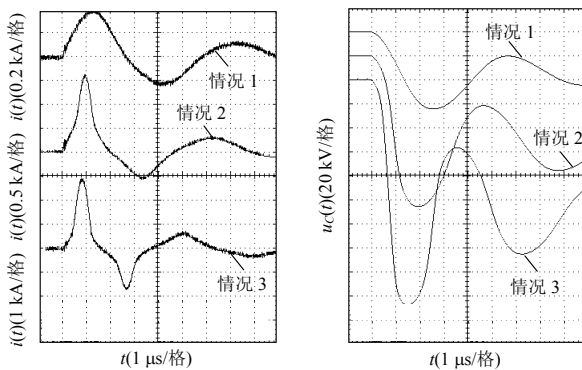 i(t)(0.2 kA/格)
i(t)(0.5 kA/格)
i(t)(1 kA/格)
情况 1
情况 2
情况 3
t(1 μs/格)
u_C(t)(20 kV/格)
情况 1
情况 2
情况 3
t(1 μs/格)